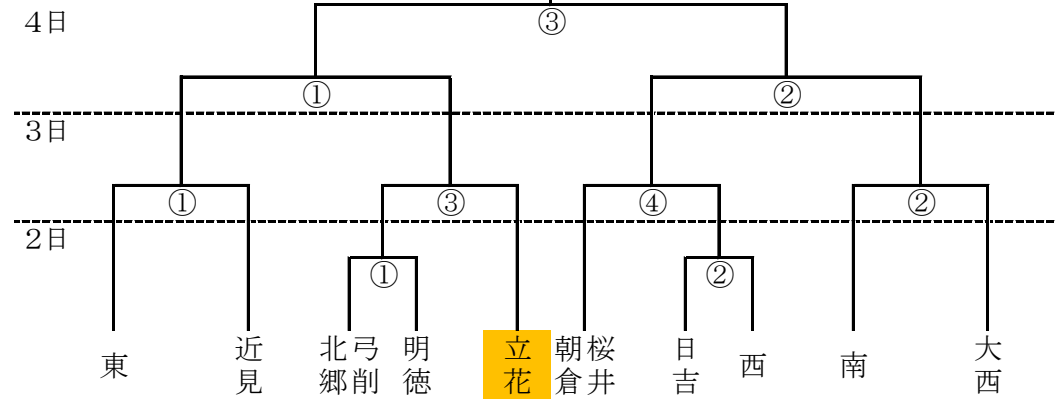 4日
③
① ②
3日
① ③ ④ ②
2日
① ②
東
近見
北郷
弓削
明徳
立花
朝倉
桜井
日吉
西
南
大西